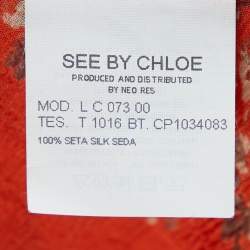 SEE BY CHLOE
PRODUCED AND DISTRIBUTED
BY NEO RES
MOD. L C 073 00
TES. T 1016 BT. CP1034083
100% SETA SILK SEDA